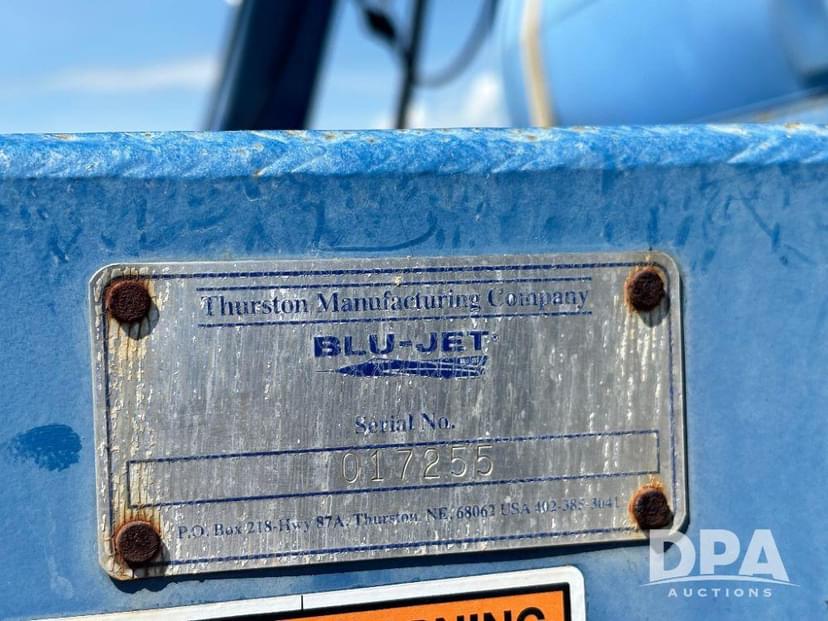 Thurston Manufacturing Company
BLU-JET
Serial No.
017255
P.O. Box 218-Hwy 87A, Thurston, NE, 68062 USA 402-385-3041
DPA
AUCTIONS